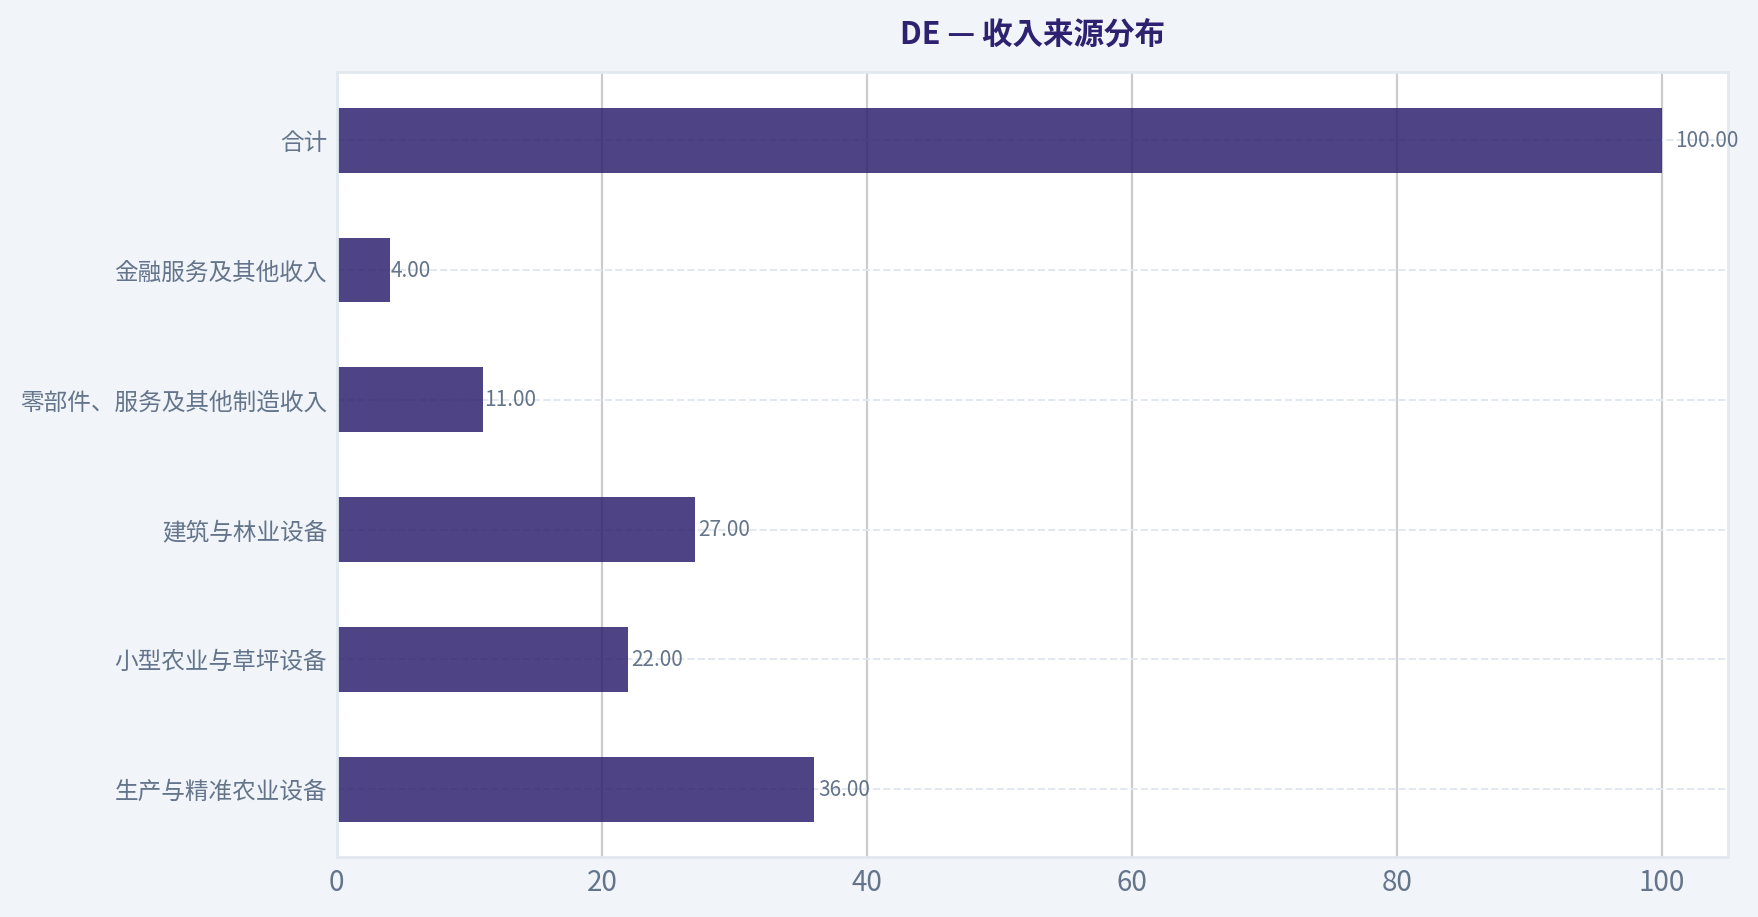 DE — 收入来源分布
合计
100.00
金融服务及其他收入
4.00
零部件、服务及其他制造收入
11.00
建筑与林业设备
27.00
小型农业与草坪设备
22.00
生产与精准农业设备
36.00
0 20 40 60 80 100